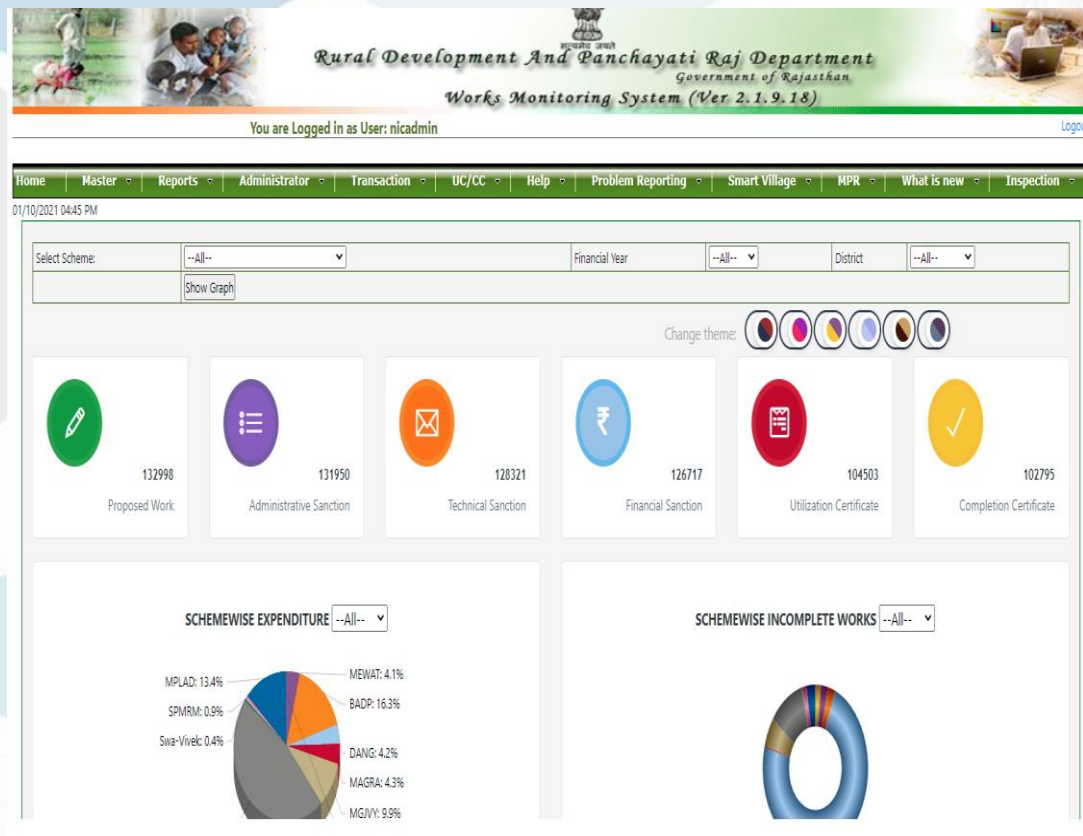 सत्यमेव जयते
Rural Development And Panchayati Raj Department
Government of Rajasthan
Works Monitoring System (Ver 2.1.9.18)
You are Logged in as User: nicadmin
Logou
Home Master Reports Administrator Transaction UC/CC Help Problem Reporting Smart Village MPR What is new Inspection
01/10/2021 04:45 PM
Select Scheme: --All-- Financial Year --All-- District --All--
Show Graph
Change theme:
132998 131950 128321 126717 104503 102795
Proposed Work Administrative Sanction Technical Sanction Financial Sanction Utilization Certificate Completion Certificate
SCHEMEWISE EXPENDITURE --All-- SCHEMEWISE INCOMPLETE WORKS --All--
MPLAD: 13.4% MEWAT: 4.1%
SPMRM: 0.9% BADP: 16.3%
Swa-Vivek: 0.4%
DANG: 4.2%
MAGRA: 4.3%
MGJVY: 9.9%